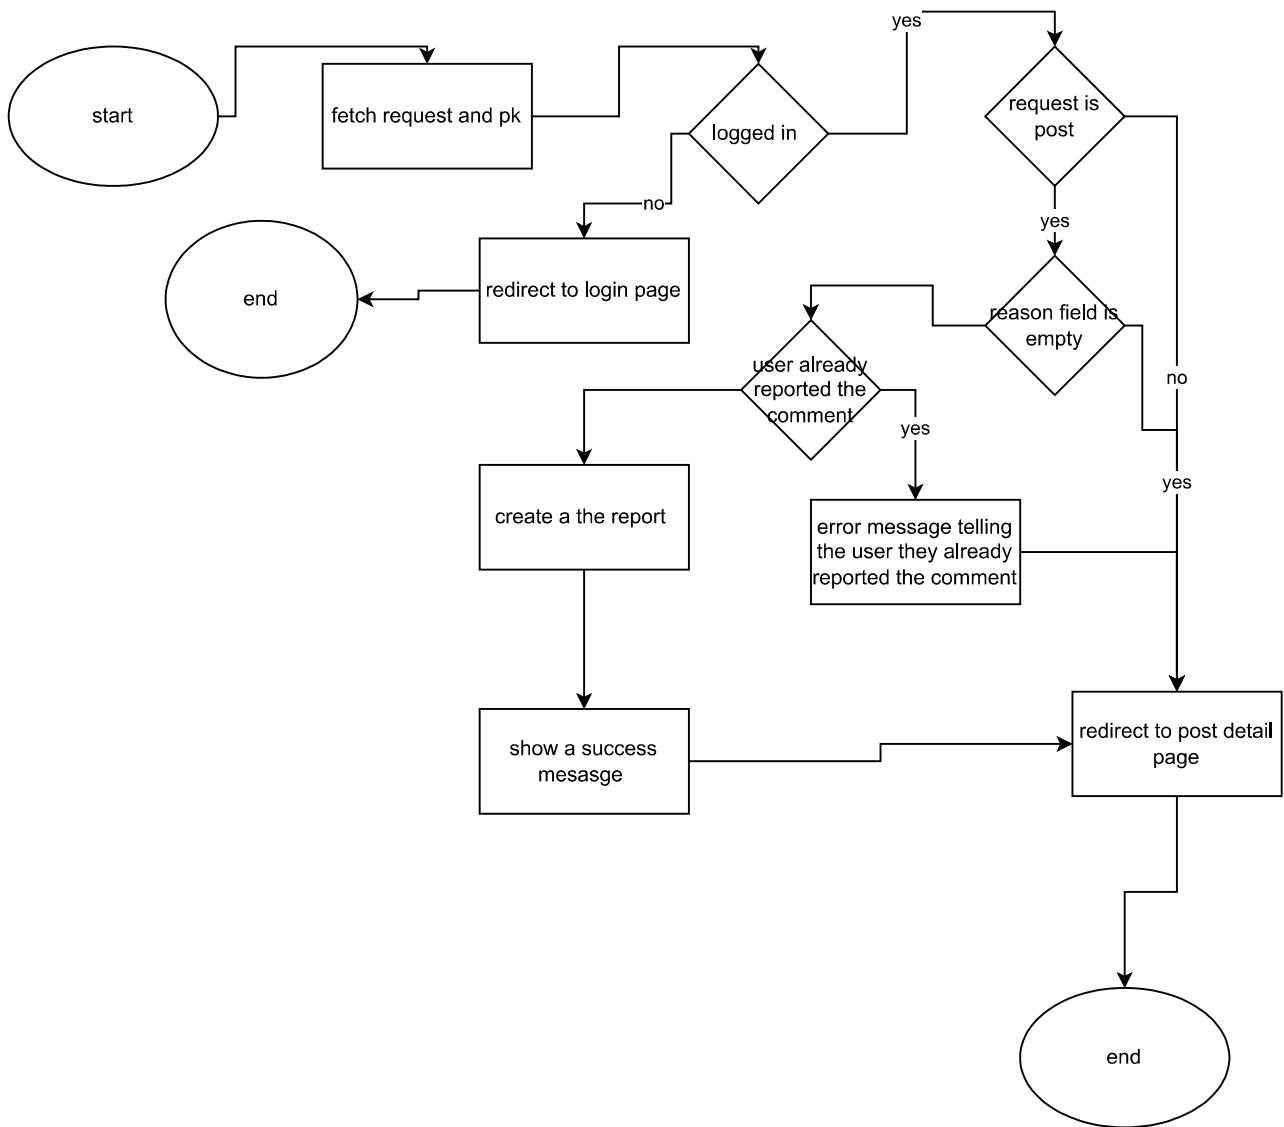 yes
start
fetch request and pk
logged in
request is
post
no
yes
end
redirect to login page
reason field is
empty
user already
reported the
comment
no
yes
yes
create a the report
error message telling
the user they already
reported the comment
show a success
mesasge
redirect to post detail
page
end